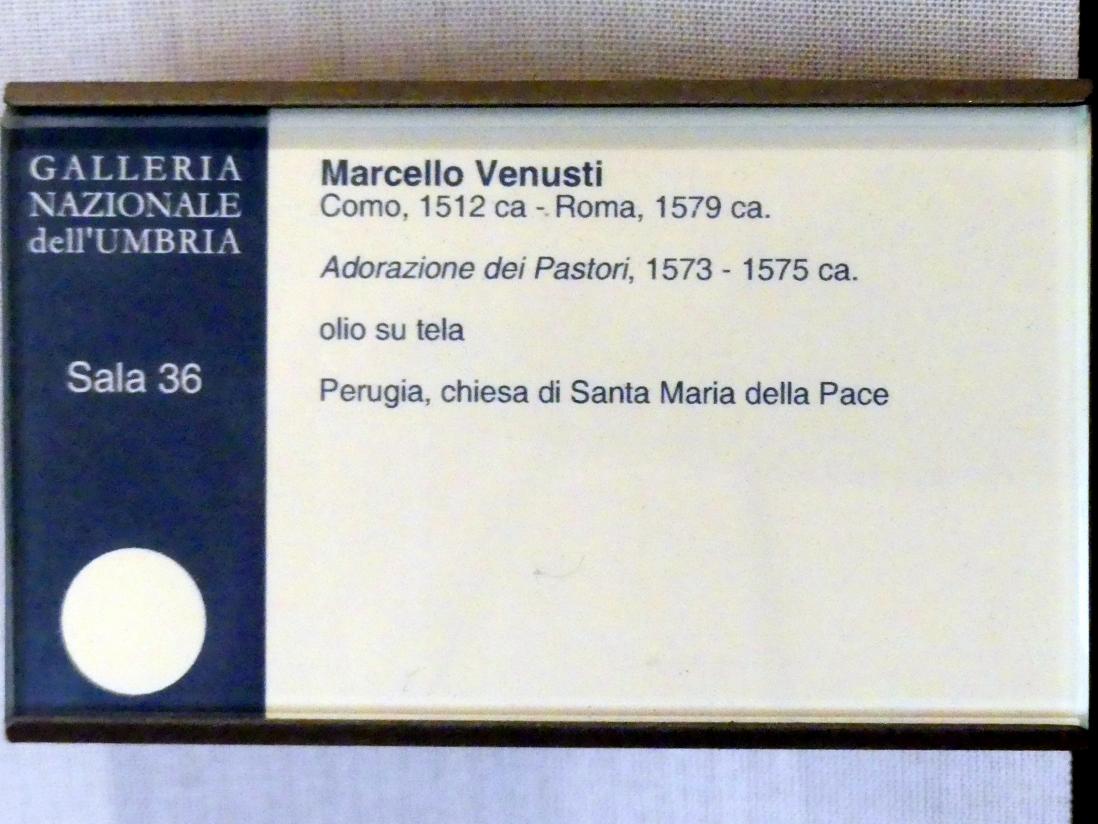 GALLERIA
NAZIONALE
dell'UMBRIA
Sala 36
Marcello Venusti
Como, 1512 ca - Roma, 1579 ca.
Adorazione dei Pastori, 1573 - 1575 ca.
olio su tela
Perugia, chiesa di Santa Maria della Pace